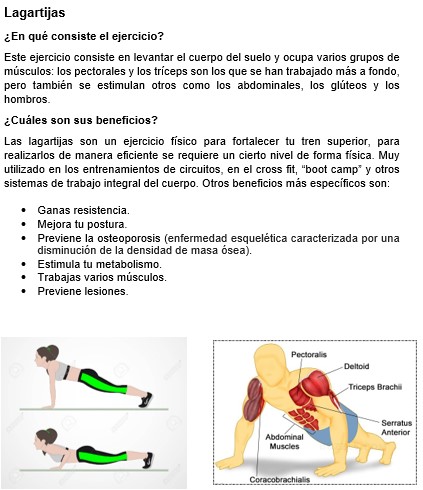 Lagartijas
¿En qué consiste el ejercicio?
Este ejercicio consiste en levantar el cuerpo del suelo y ocupa varios grupos de
músculos: los pectorales y los tríceps son los que se han trabajado más a fondo,
pero también se estimulan otros como los abdominales, los glúteos y los
hombros.
¿Cuáles son sus beneficios?
Las lagartijas son un ejercicio físico para fortalecer tu tren superior, para
realizarlos de manera eficiente se requiere un cierto nivel de forma física. Muy
utilizado en los entrenamientos de circuitos, en el cross fit, “boot camp” y otros
sistemas de trabajo integral del cuerpo. Otros beneficios más específicos son:
• Ganas resistencia.
• Mejora tu postura.
• Previene la osteoporosis (enfermedad esquelética caracterizada por una
disminución de la densidad de masa ósea).
• Estimula tu metabolismo.
• Trabajas varios músculos.
• Previene lesiones.
Pectoralis
Deltoid
Triceps Brachii
Serratus
Anterior
Abdominal
Muscles
Coracobrachialis